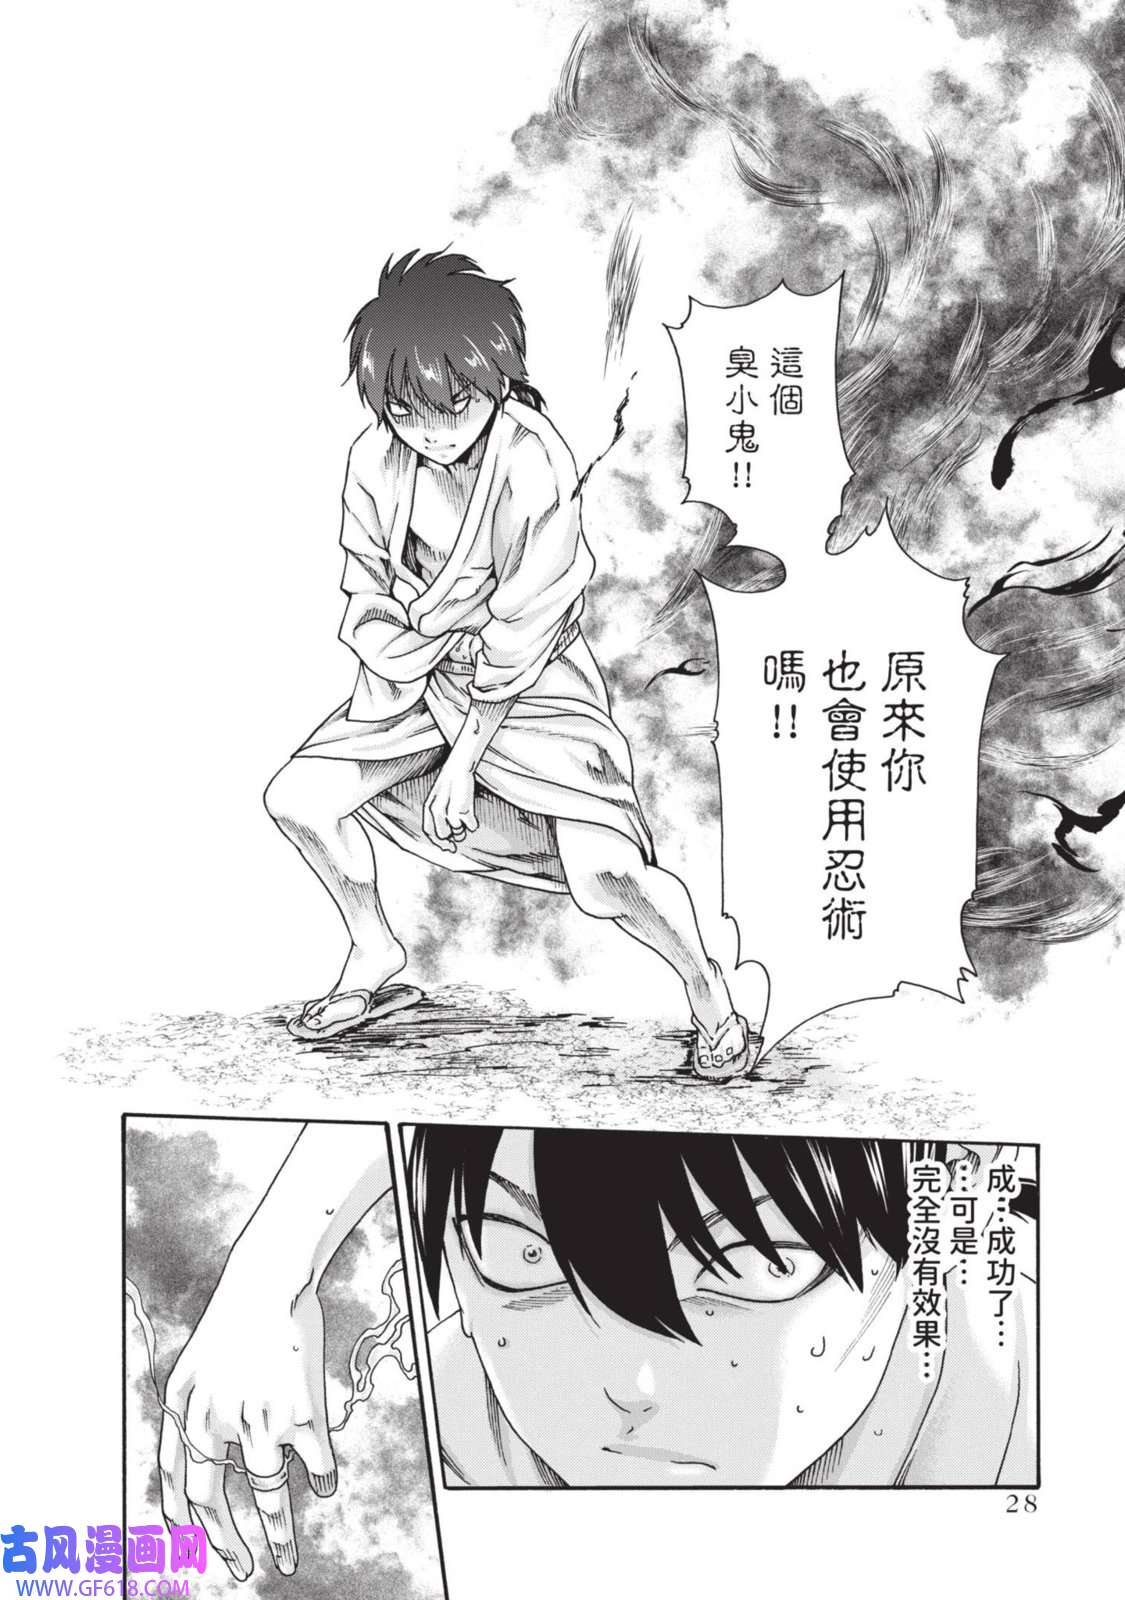 這個
臭小鬼!!
原來你
也會使用忍術
嗎!!
成…成功了…
…可是…
完全沒有效果…
28
古风漫画网
WWW.GF618.COM